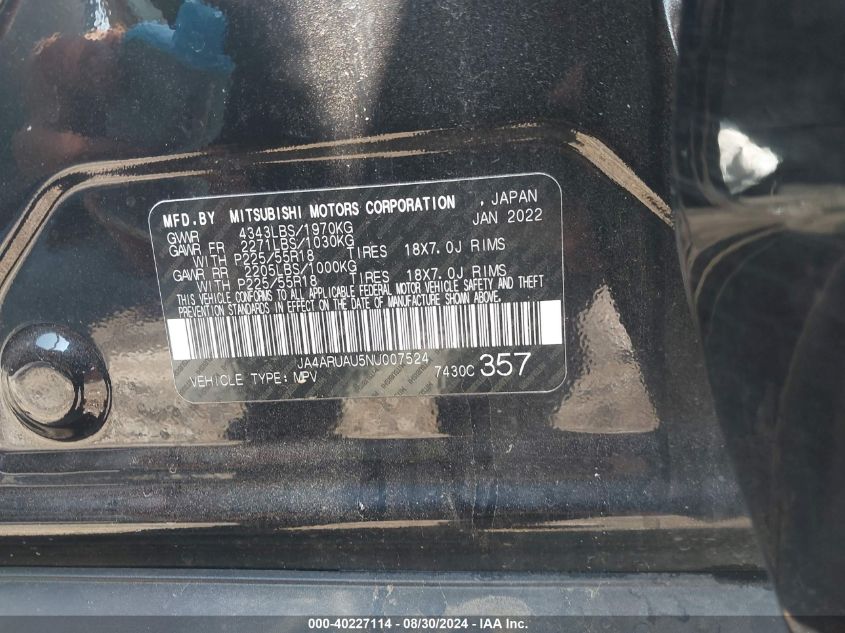 MFD.BY MITSUBISHI MOTORS CORPORATION , JAPAN
GVWR 4343LBS/1970KG JAN 2022
GAWR FR 2271LBS/1030KG
WITH P225/55R18 TIRES 18X7.0J RIMS
GAWR RR 2205LBS/1000KG
WITH P225/55R18 TIRES 18X7.0J RIMS
THIS VEHICLE CONFORMS TO ALL APPLICABLE FEDERAL MOTOR VEHICLE SAFETY AND THEFT
PREVENTION STANDARDS IN EFFECT ON THE DATE OF MANUFACTURE SHOWN ABOVE.
JA4ARUAU5NU007524
VEHICLE TYPE: MPV 7430C 357
000-40227114 - 08/30/2024 - © IAA, Inc.